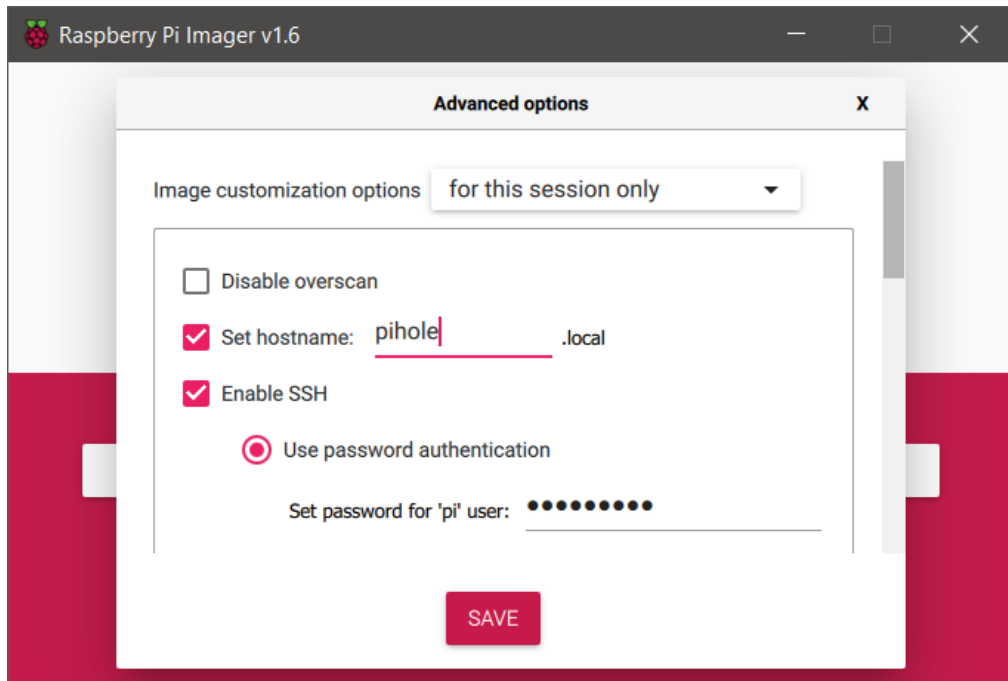 Raspberry Pi Imager v1.6
Advanced options X
Image customization options for this session only
Disable overscan
Set hostname: pihole .local
Enable SSH
Use password authentication
Set password for 'pi' user: •••••••••
SAVE